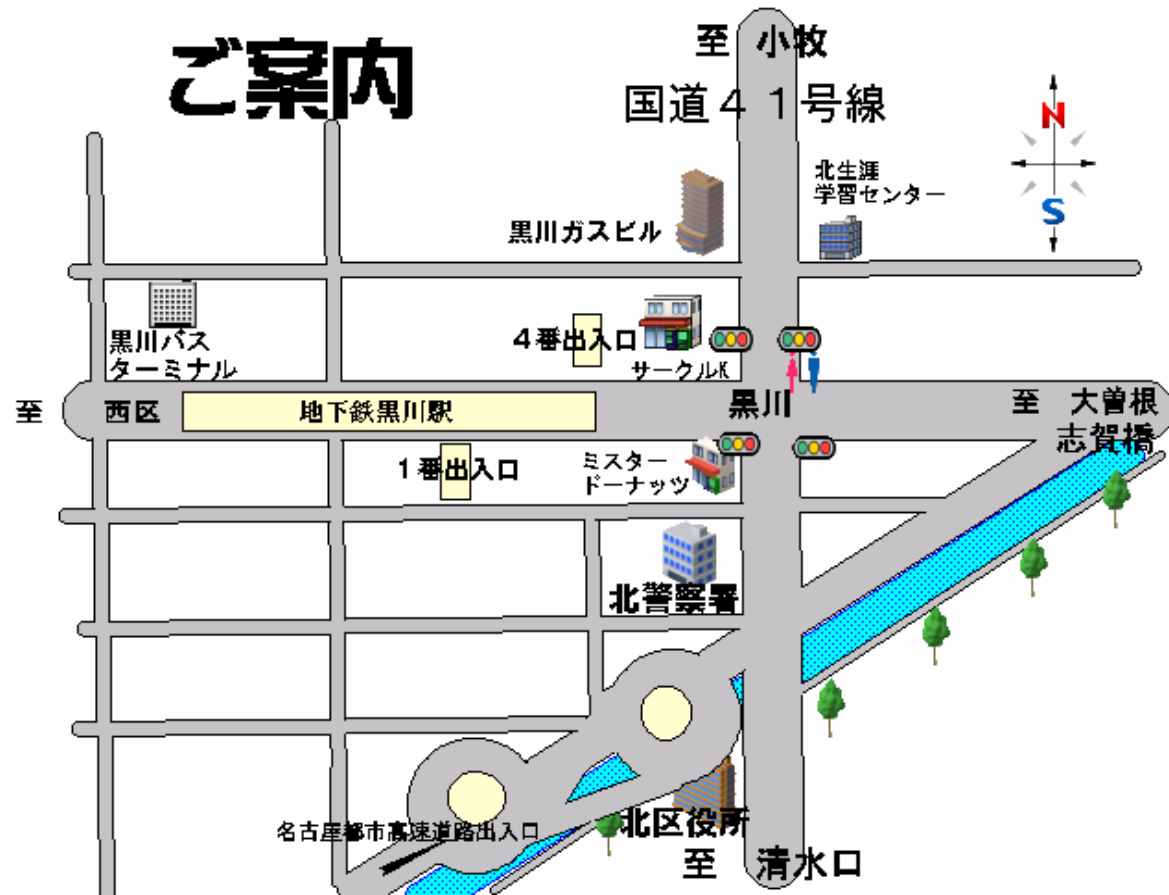 ご案内
至 小牧
国道４１号線
N
北生涯
学習センター
S
黒川ガスビル
黒川バス
ターミナル
４番出入口
サークルK
至 西区
地下鉄黒川駅
黒川
至 大曽根
志賀橋
１番出入口
ミスター
ドーナッツ
北警察署
名古屋都市高速道路出入口
北区役所
至 清水口